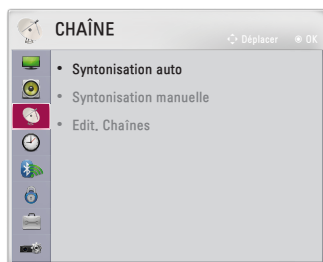 CHAÎNE
Déplacer OK
• Syntonisation auto
• Syntonisation manuelle
• Edit. Chaînes